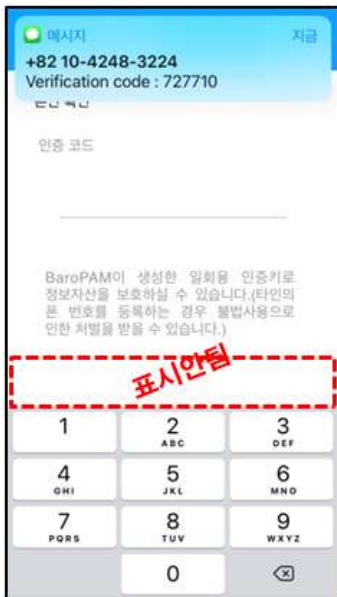 메시지 지금
+82 10-4248-3224
Verification code : 727710
본인 확인
인증 코드
BaroPAM이 생성한 일회용 인증키로
정보자산을 보호하실 수 있습니다.(타인의
폰 번호를 등록하는 경우 불법사용으로
인한 처벌을 받을 수 있습니다.)
표시안됨
1 2 3
ABC DEF
4 5 6
GHI JKL MNO
7 8 9
PQRS TUV WXYZ
0